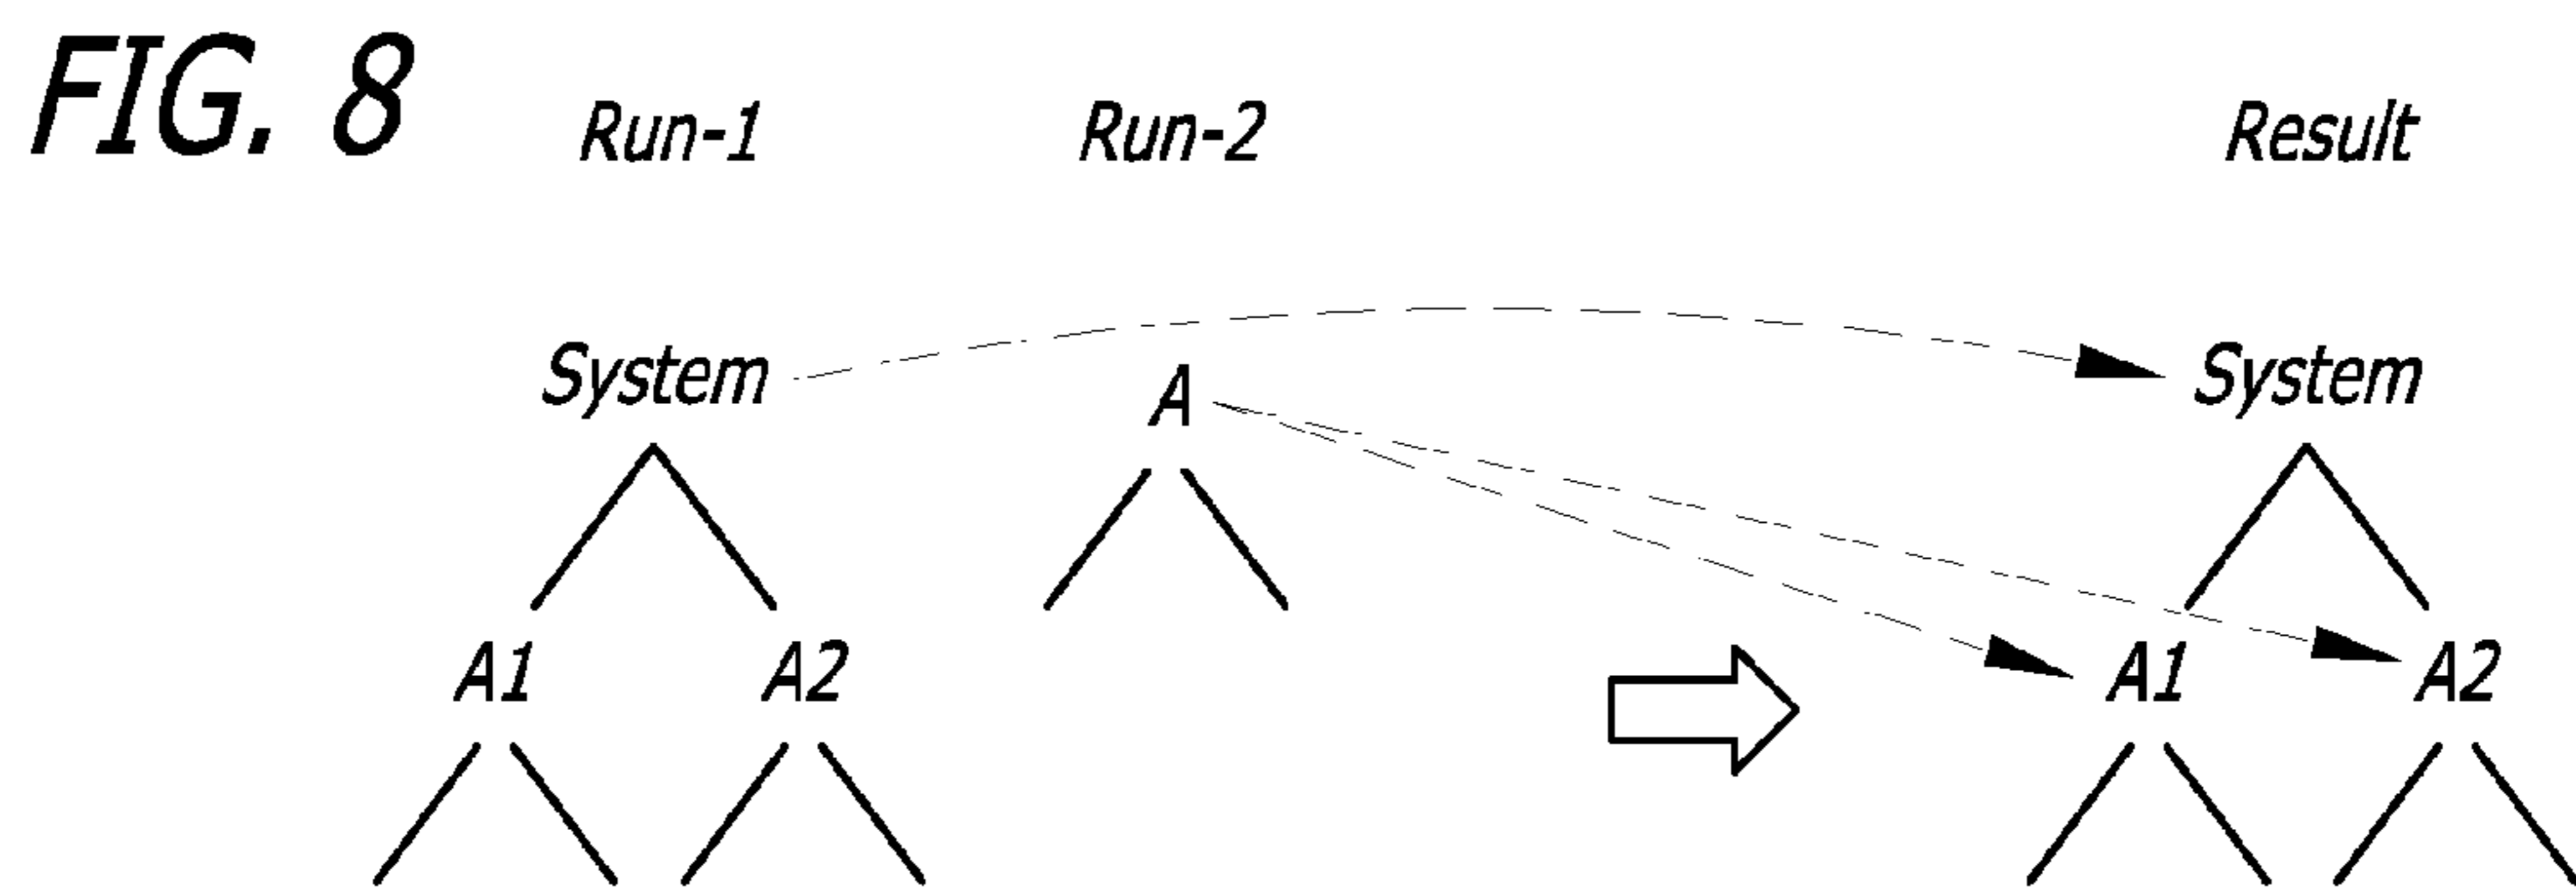 FIG. 8
Run-1 Run-2 Result
System A System
A1 A2 A1 A2